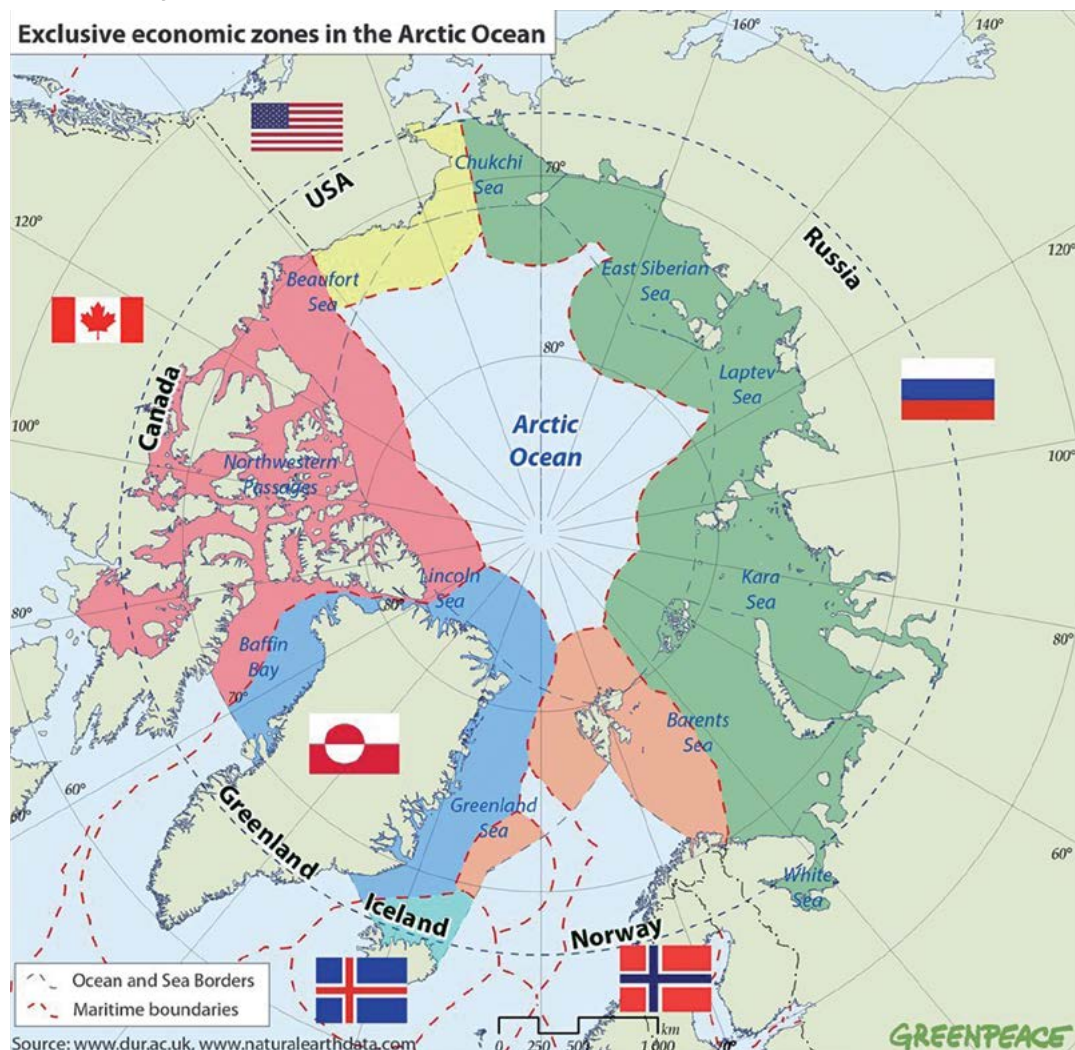 Exclusive economic zones in the Arctic Ocean
160°
140°
USA
Chukchi
Sea
70°
120°
Beaufort
Sea
East Siberian
Sea
Russia
120°
80°
Laptev
Sea
Canada
100°
Arctic
Ocean
100°
Northwestern
Passages
Lincoln
Sea
Kara
Sea
80°
80°
80°
Baffin
Bay
70°
Barents
Sea
60°
Greenland
Greenland
Sea
60°
White
Sea
Iceland
Norway
Ocean and Sea Borders
Maritime boundaries
0 250 500 1 000 km
Source: www.dur.ac.uk, www.naturalearthdata.com
GREENPEACE